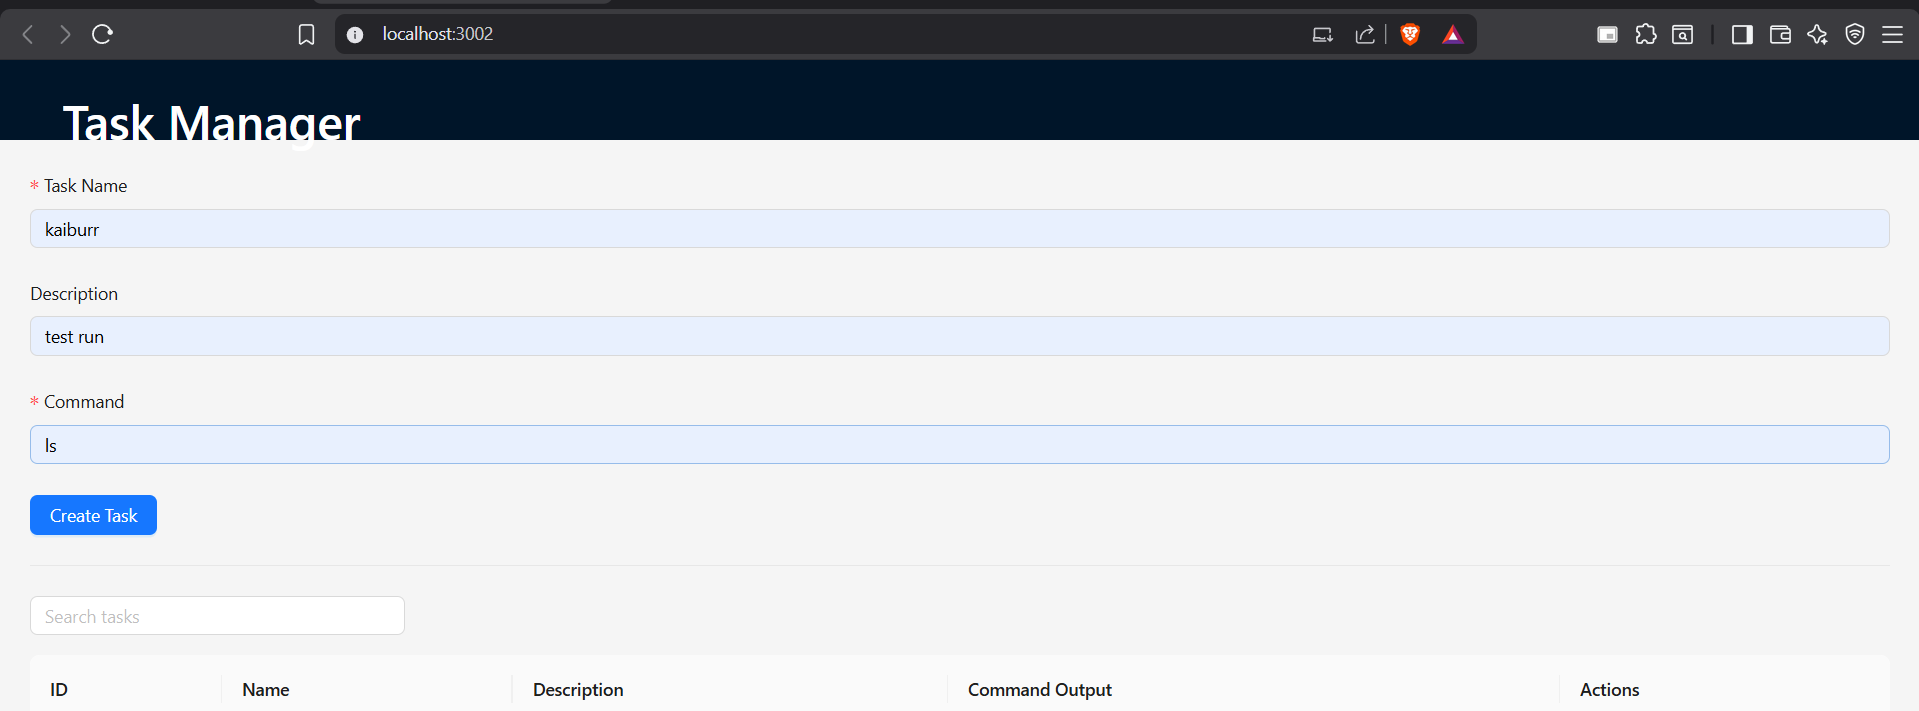 localhost:3002
Task Manager
* Task Name
kaiburr
Description
test run
* Command
ls
Create Task
Search tasks
ID Name Description Command Output Actions